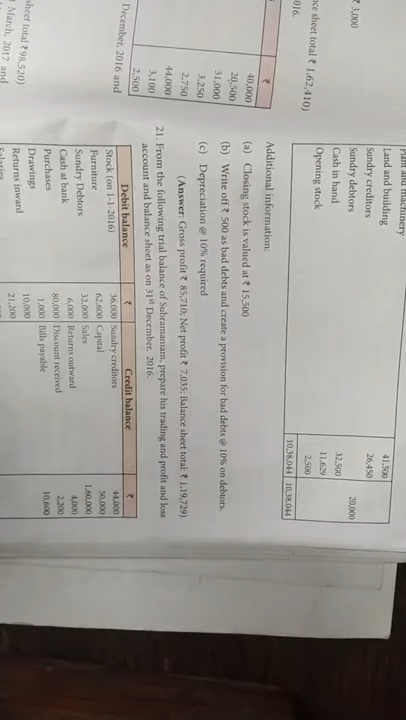 ₹ 3,000
ce sheet total ₹ 1,62,410)
016.
₹
40,000
20,500
31,000
3,250
2,750
44,000
3,100
2,500
December, 2016 and
sheet total ₹ 98,520)
March, 2017 and
Plant and machinery 41,500
Land and building 26,450
Sundry creditors 20,000
Sundry debtors 32,500
Cash in hand 11,629
Opening stock 2,500
10,38,044 10,38,044
Additional information:
(a) Closing stock is valued at ₹ 15,500
(b) Write off ₹ 500 as bad debts and create a provision for bad debts @ 10% on debtors.
(c) Depreciation @ 10% required
(Answer: Gross profit ₹ 85,710; Net profit ₹ 7,035; Balance sheet total: ₹ 1,19,729)
21. From the following trial balance of Subramaniam, prepare his trading and profit and loss
account and balance sheet as on 31st December, 2016.
Debit balance ₹ Credit balance ₹
Stock (on 1-1-2016) 36,000 Sundry creditors 44,000
Furniture 62,600 Capital 50,000
Sundry Debtors 32,000 Sales 1,60,000
Cash at bank 6,000 Returns outward 4,000
Purchases 80,000 Discount received 2,200
Drawings 1,000 Bills payable 10,600
Returns inward 10,000
Salaries 21,200